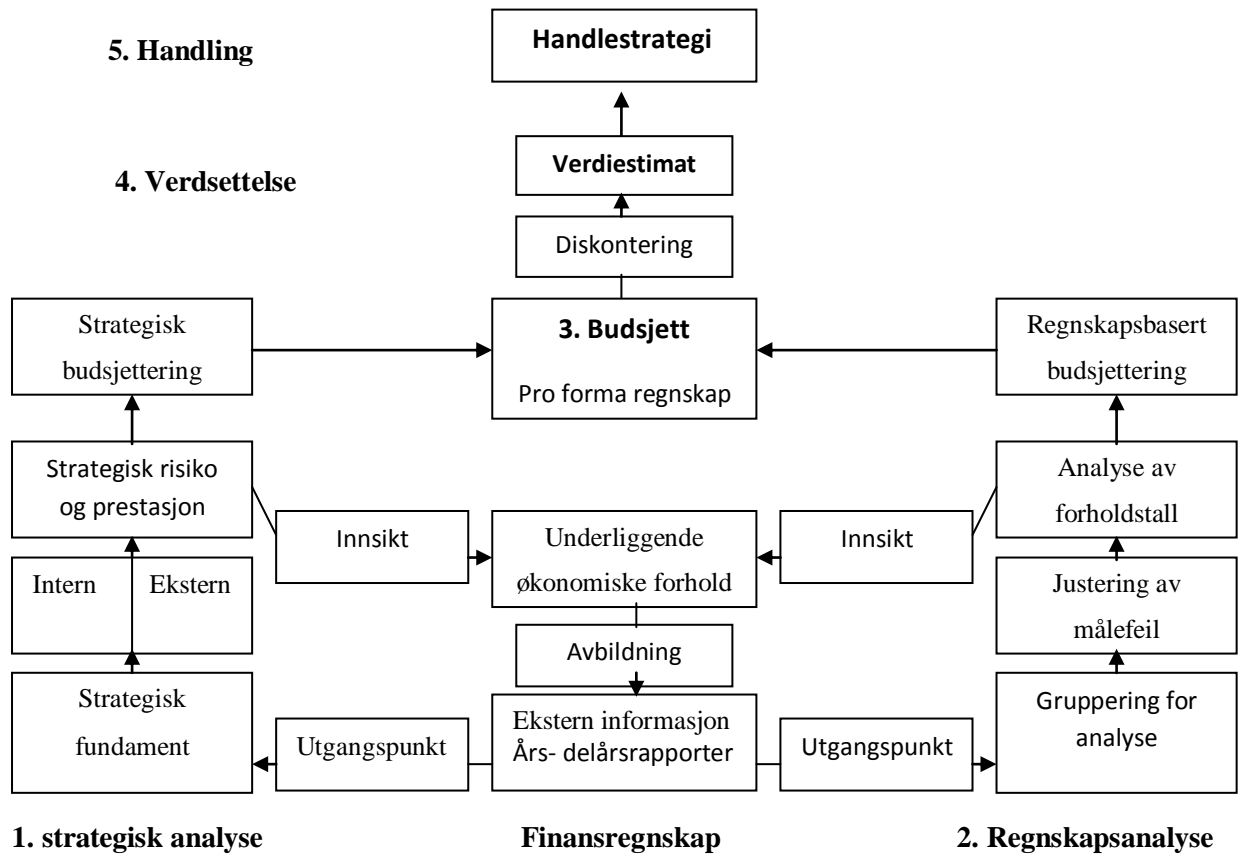 5. Handling
Handlestrategi
4. Verdsettelse
Verdiestimat
Diskontering
Strategisk
budsjettering
3. Budsjett
Pro forma regnskap
Regnskapsbasert
budsjettering
Strategisk risiko
og prestasjon
Innsikt
Underliggende
økonomiske forhold
Innsikt
Analyse av
forholdstall
Intern
Ekstern
Avbildning
Justering av
målefeil
Strategisk
fundament
Utgangspunkt
Ekstern informasjon
Års- delårsrapporter
Utgangspunkt
Gruppering for
analyse
1. strategisk analyse
Finansregnskap
2. Regnskapsanalyse